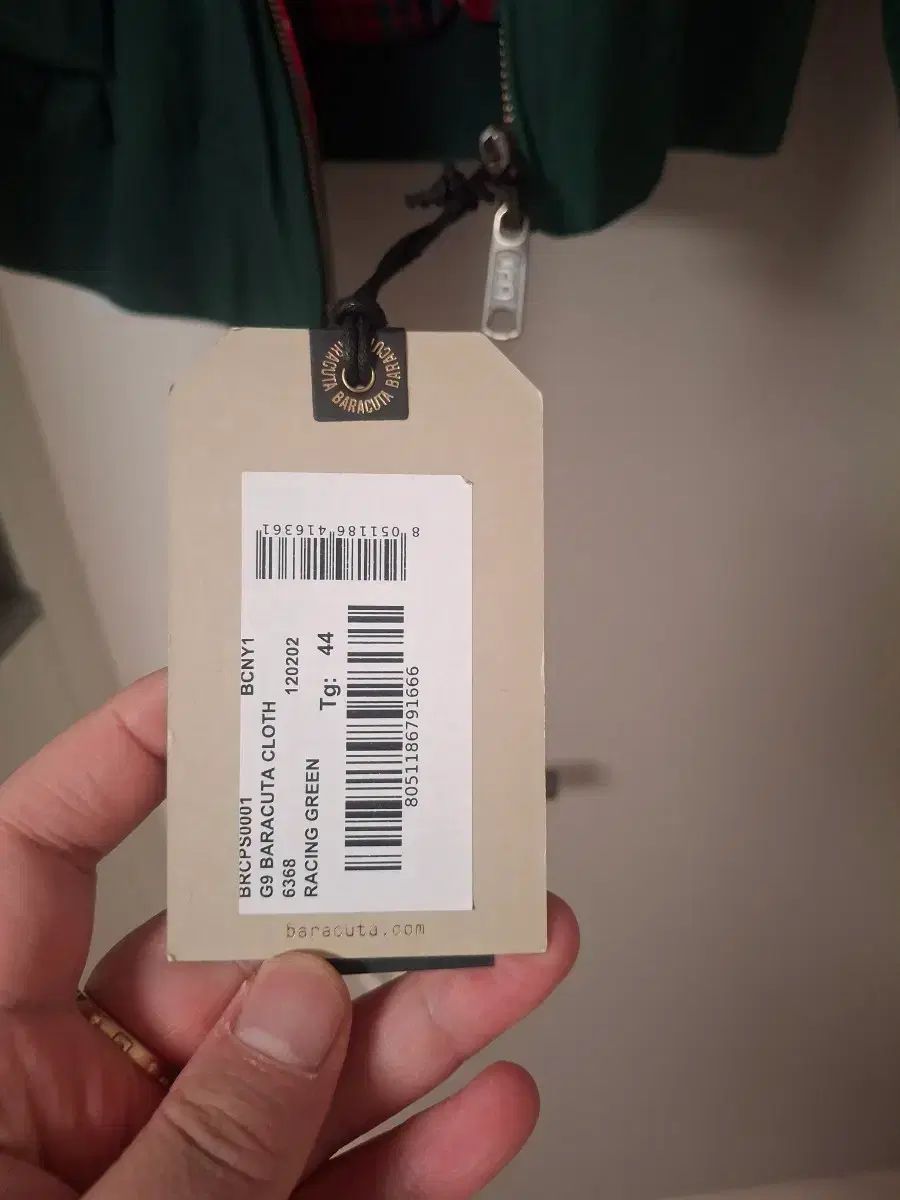 BARACUTA BARACUTA BARACUTA
8 051186 416361
BRCPS0001 BCNY1
G9 BARACUTA CLOTH
6368 120202
RACING GREEN Tg: 44
8051186791666
baracuta.com